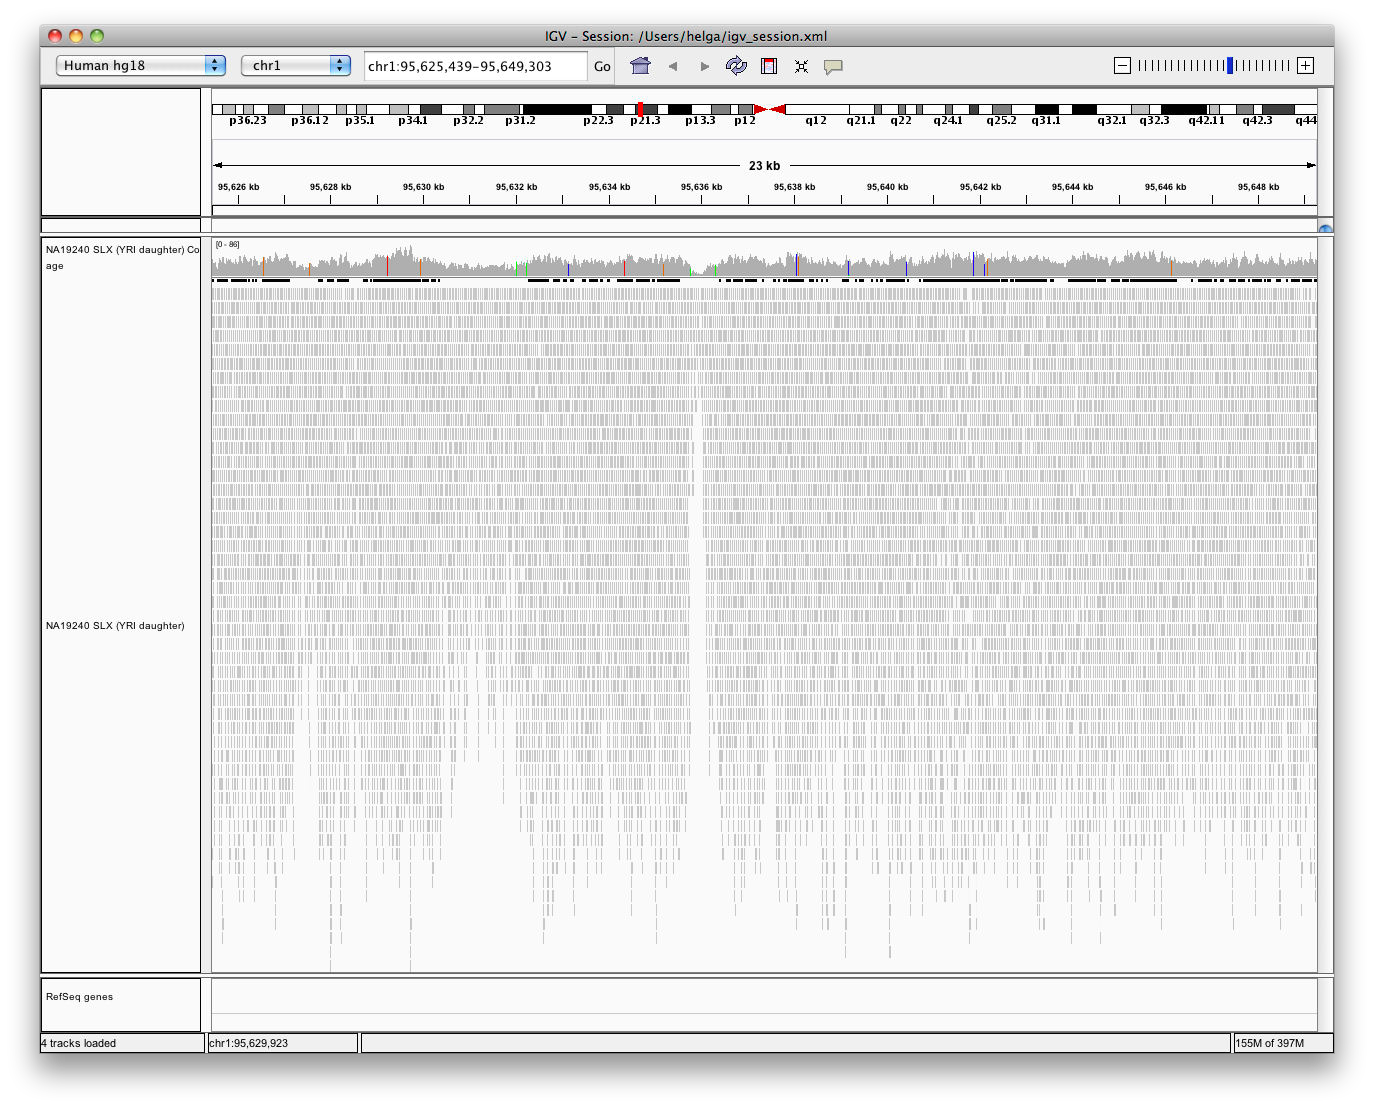 IGV - Session: /Users/helga/igv_session.xml
Human hg18 chr1 chr1:95,625,439-95,649,303 Go
p36.23 p36.12 p35.1 p34.1 p32.2 p31.2 p22.3 p21.3 p13.3 p12 q12 q21.1 q22 q24.1 q25.2 q31.1 q32.1 q32.3 q42.11 q42.3 q44
23 kb
95,626 kb 95,628 kb 95,630 kb 95,632 kb 95,634 kb 95,636 kb 95,638 kb 95,640 kb 95,642 kb 95,644 kb 95,646 kb 95,648 kb
NA19240 SLX (YRI daughter) Co [0 - 86]
age
NA19240 SLX (YRI daughter)
RefSeq genes
4 tracks loaded chr1:95,629,923 155M of 397M